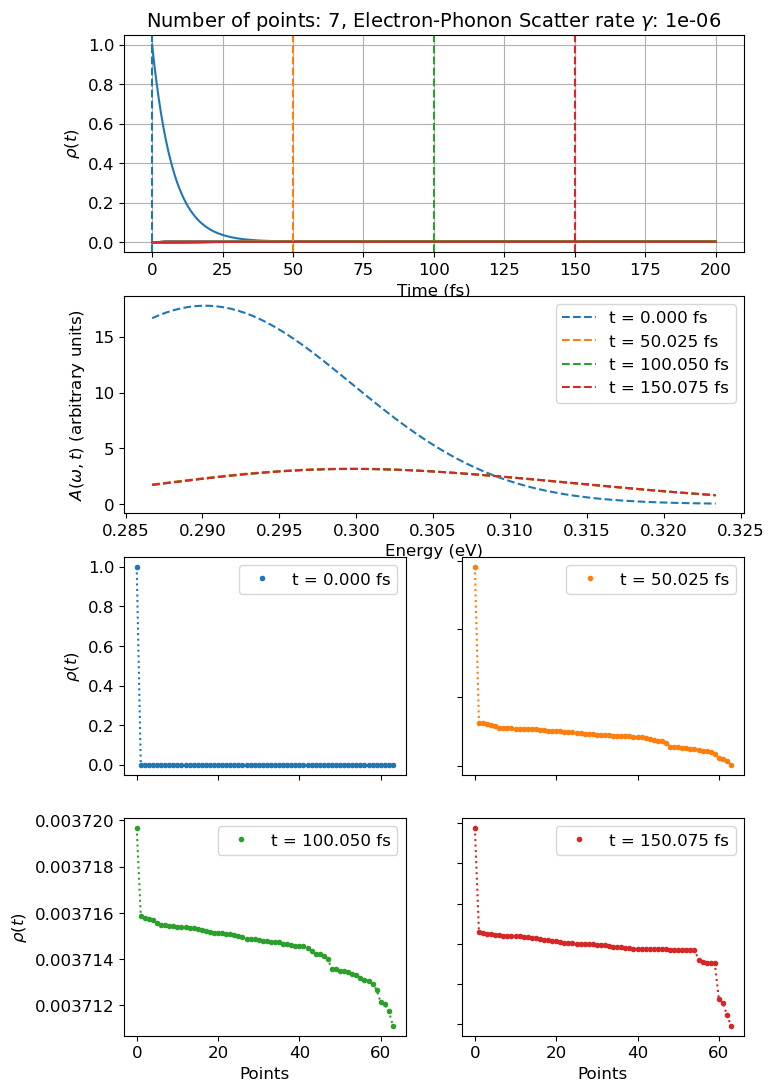 Number of points: 7, Electron-Phonon Scatter rate γ: 1e-06
1.0
0.8
0.6
0.4
0.2
0.0
ρ(t)
0 25 50 75 100 125 150 175 200
Time (fs)
15
10
5
0
A(ω, t) (arbitrary units)
t = 0.000 fs
t = 50.025 fs
t = 100.050 fs
t = 150.075 fs
0.285 0.290 0.295 0.300 0.305 0.310 0.315 0.320 0.325
Energy (eV)
1.0
0.8
0.6
0.4
0.2
0.0
ρ(t)
t = 0.000 fs
t = 50.025 fs
0.003720
0.003718
0.003716
0.003714
0.003712
ρ(t)
t = 100.050 fs
0 20 40 60
Points
t = 150.075 fs
0 20 40 60
Points